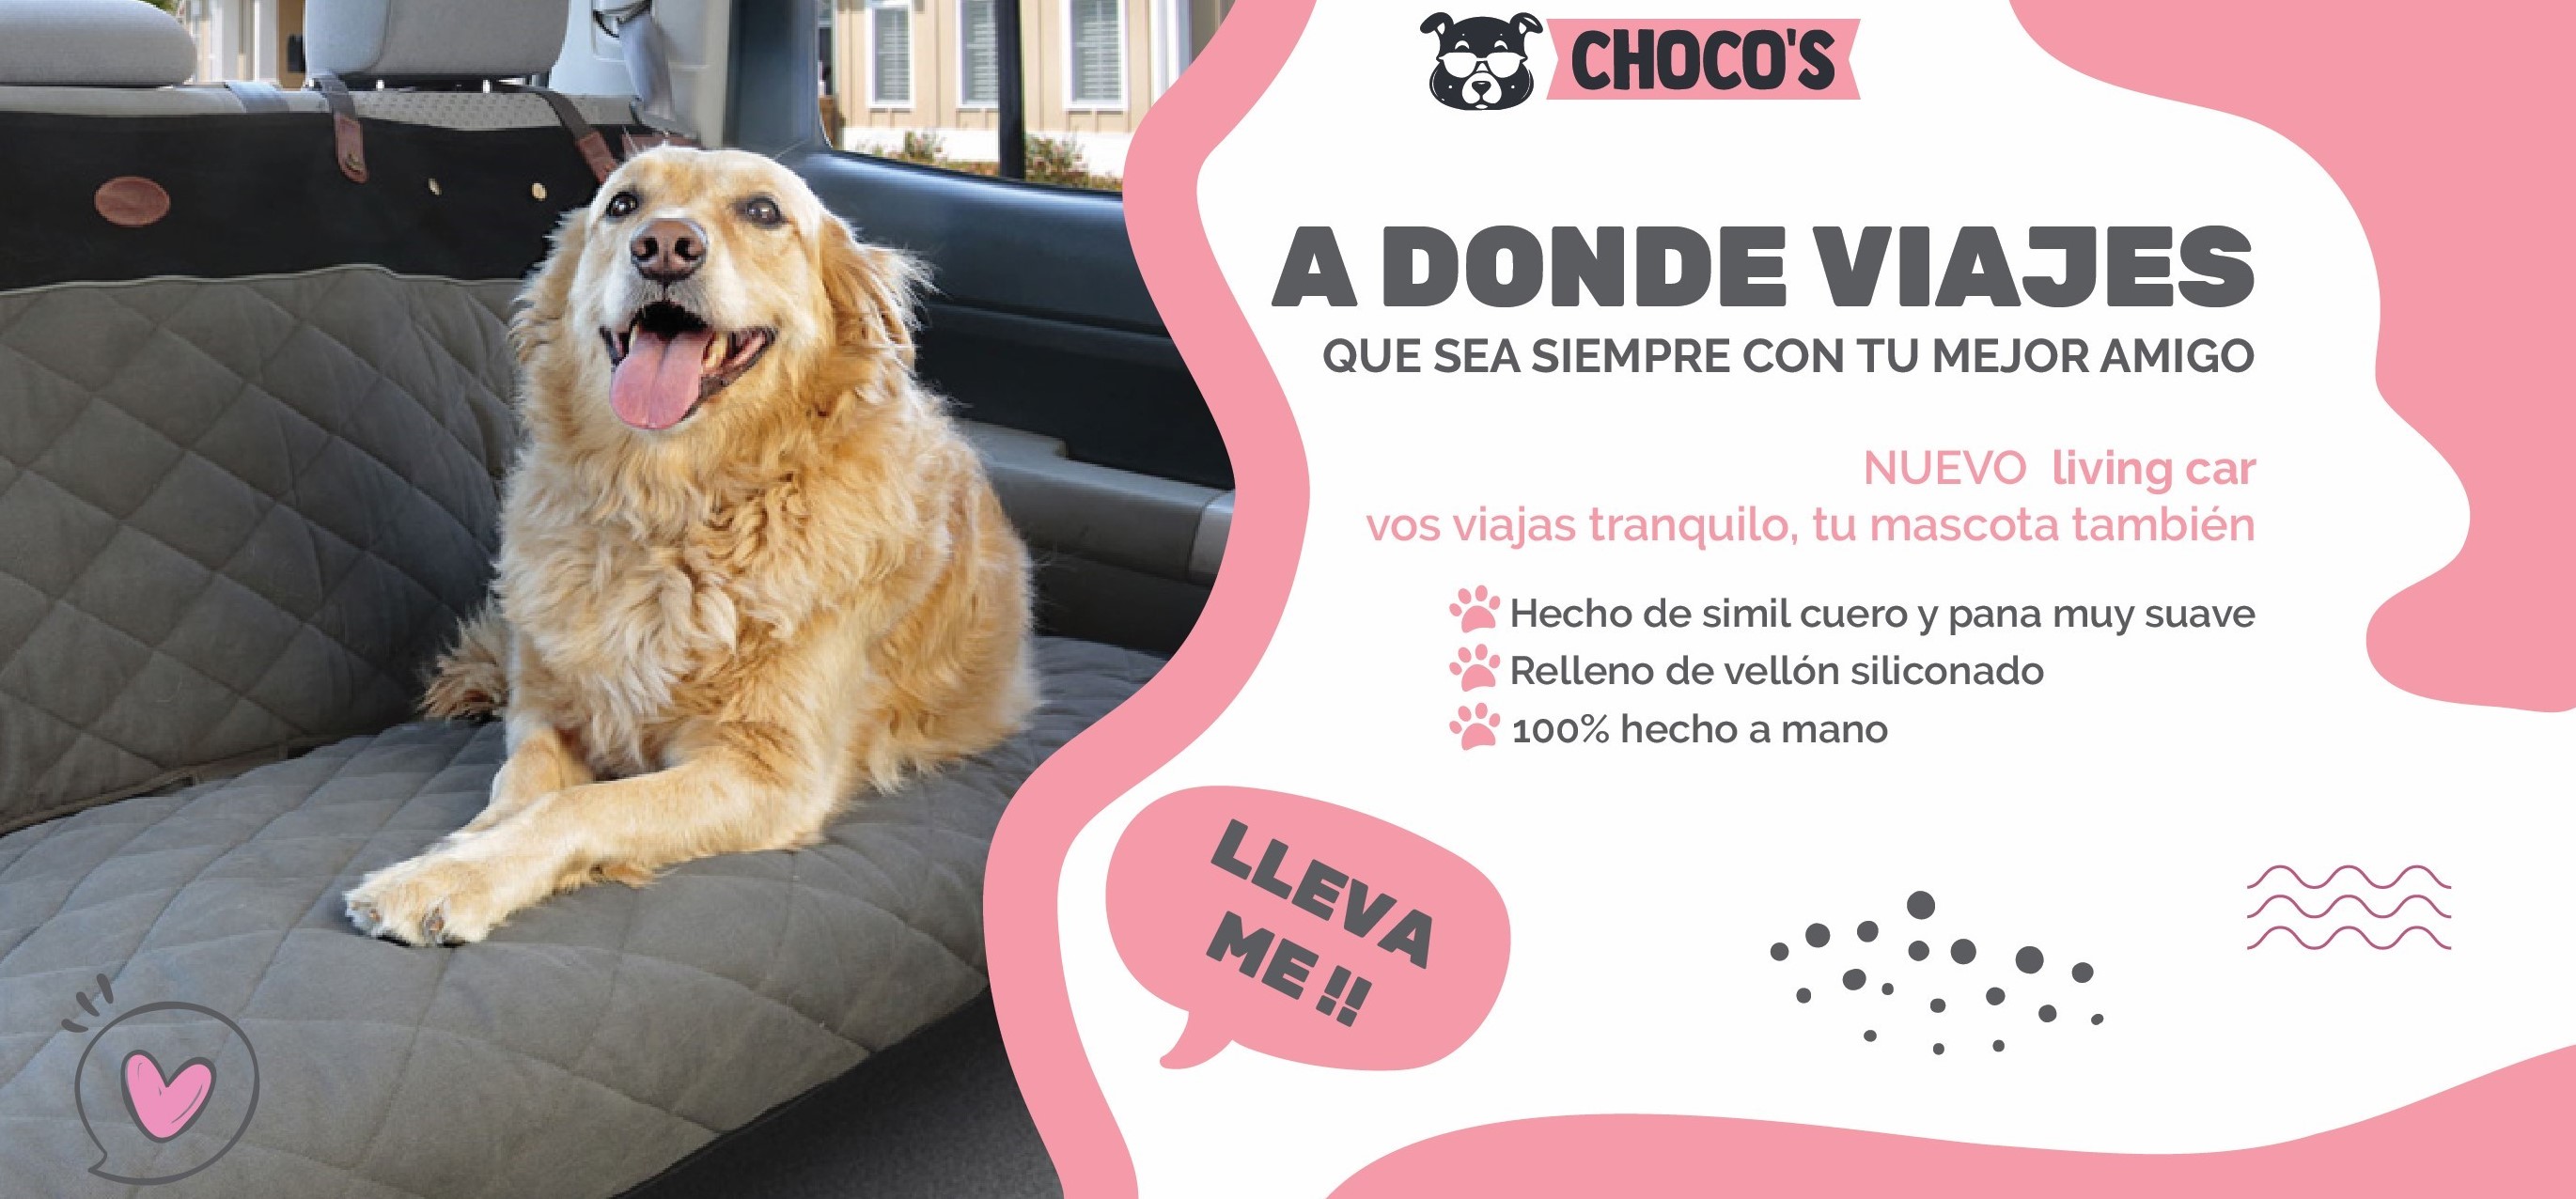 CHOCO'S
A DONDE VIAJES
QUE SEA SIEMPRE CON TU MEJOR AMIGO
NUEVO living car
vos viajas tranquilo, tu mascota también
Hecho de simil cuero y pana muy suave
Relleno de vellón siliconado
100% hecho a mano
LLEVA
ME !!